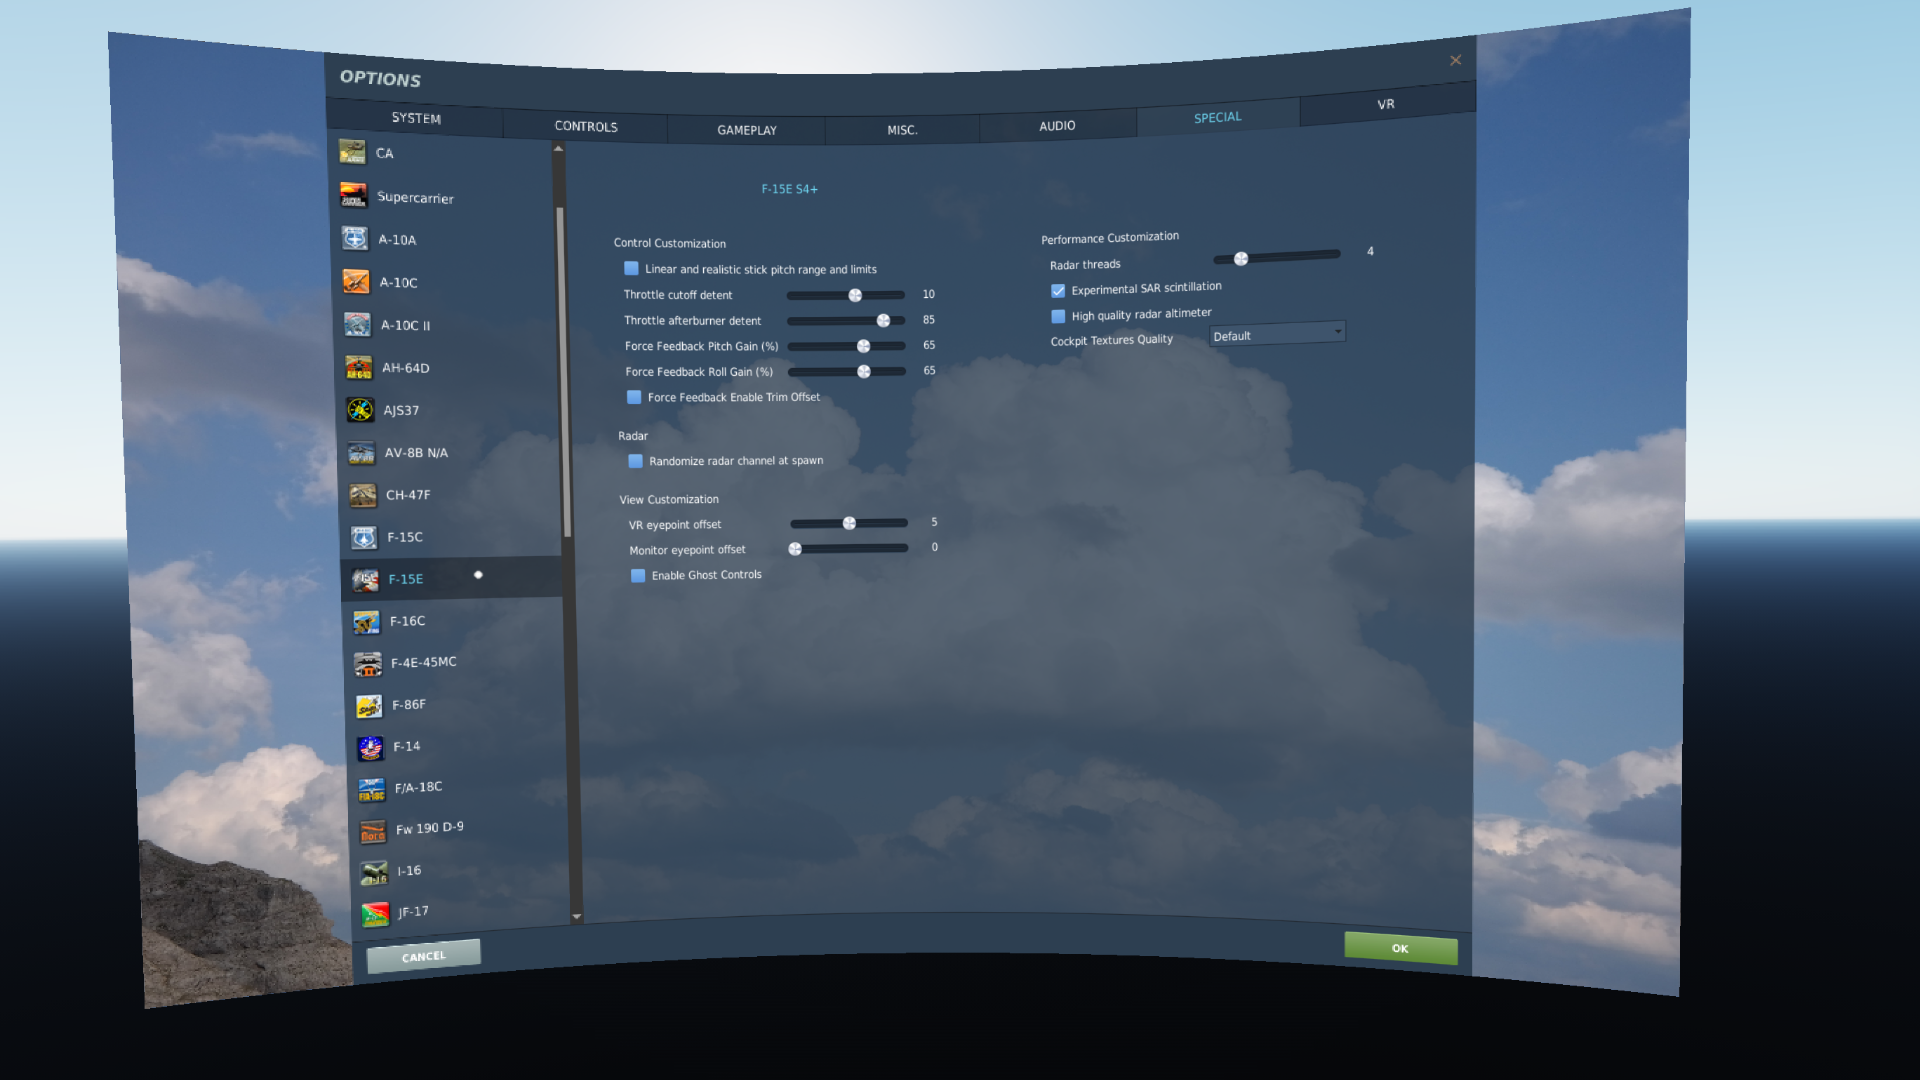 OPTIONS
SYSTEM
CONTROLS
GAMEPLAY
MISC.
AUDIO
SPECIAL
VR
CA
Supercarrier
A-10A
A-10C
A-10C II
AH-64D
AJS37
AV-8B N/A
CH-47F
F-15C
F-15E
F-16C
F-4E-45MC
F-86F
F-14
F/A-18C
Fw 190 D-9
I-16
JF-17
F-15E S4+
Control Customization
Linear and realistic stick pitch range and limits
Throttle cutoff detent 10
Throttle afterburner detent 85
Force Feedback Pitch Gain (%) 65
Force Feedback Roll Gain (%) 65
Force Feedback Enable Trim Offset
Radar
Randomize radar channel at spawn
View Customization
VR eyepoint offset 5
Monitor eyepoint offset 0
Enable Ghost Controls
Performance Customization
Radar threads 4
Experimental SAR scintillation
High quality radar altimeter
Cockpit Textures Quality Default
CANCEL
OK